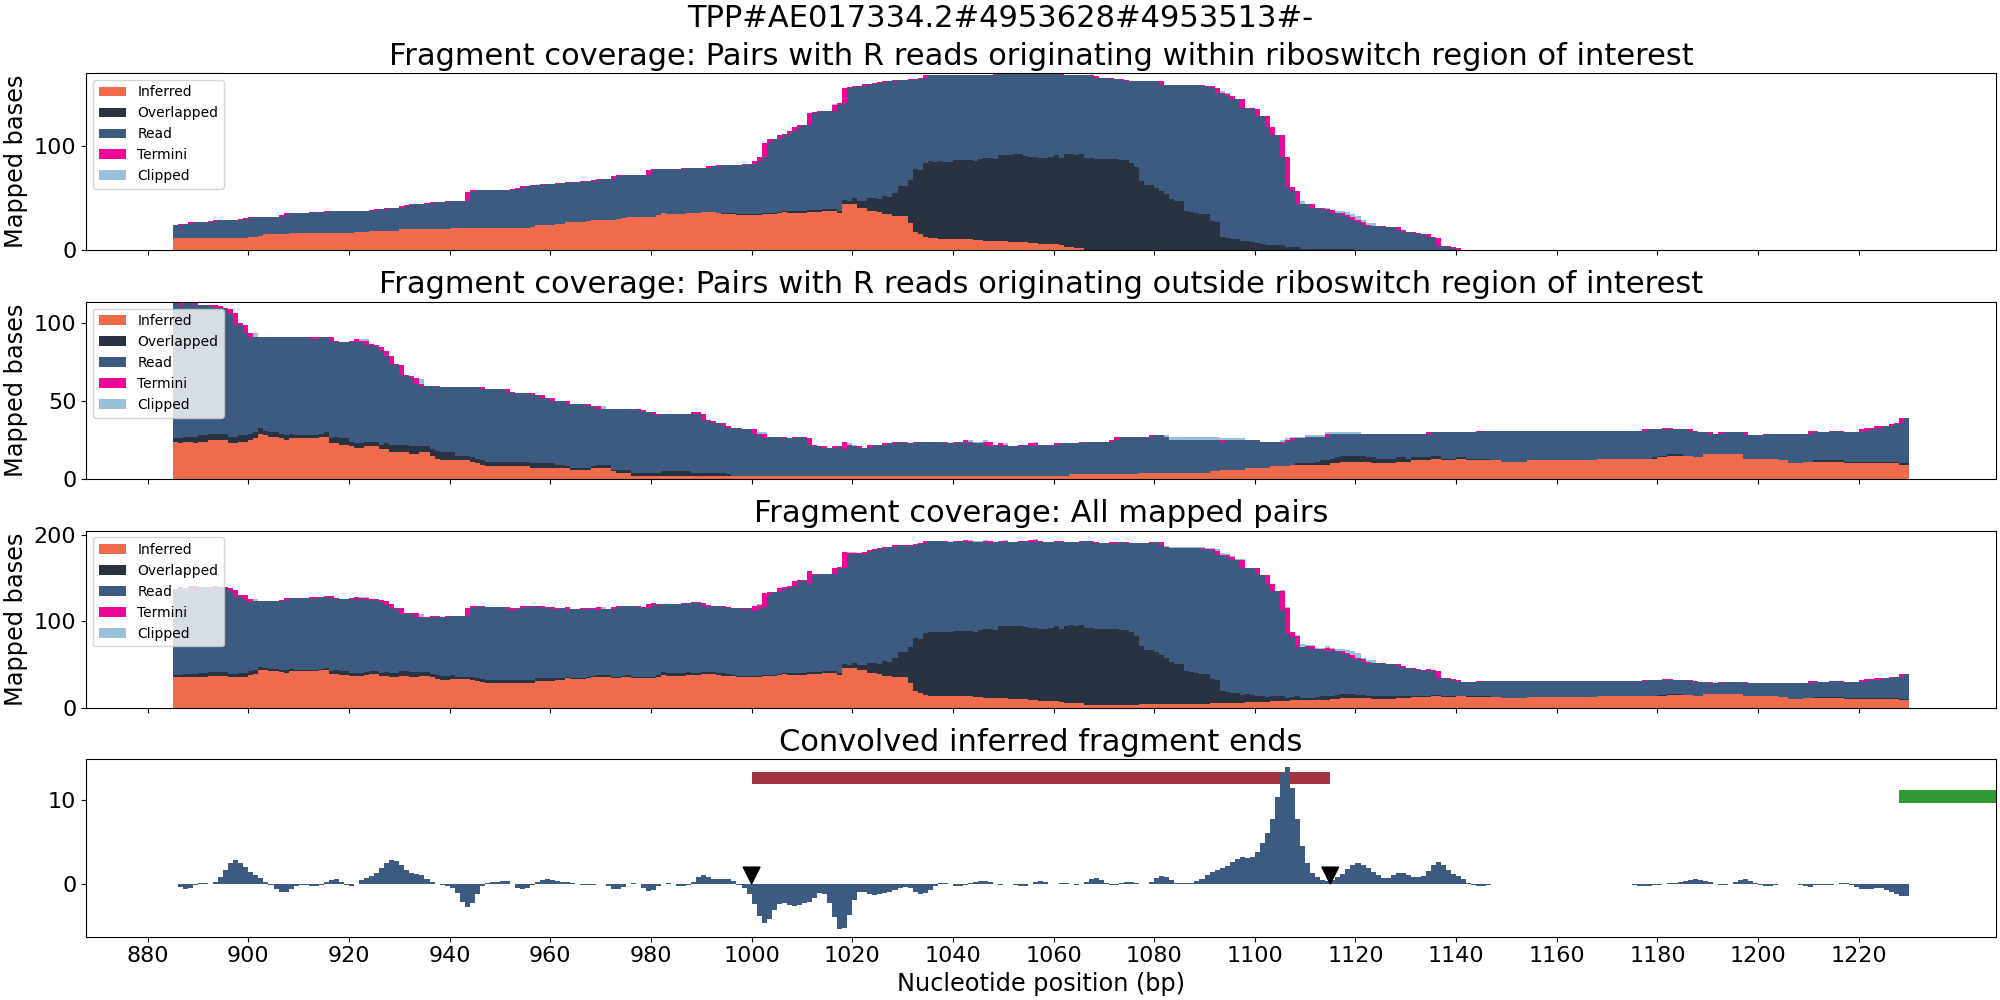 TPP#AE017334.2#4953628#4953513#-
Fragment coverage: Pairs with R reads originating within riboswitch region of interest
Mapped bases
100
0
Inferred
Overlapped
Read
Termini
Clipped
Fragment coverage: Pairs with R reads originating outside riboswitch region of interest
Mapped bases
100
50
0
Inferred
Overlapped
Read
Termini
Clipped
Fragment coverage: All mapped pairs
Mapped bases
200
100
0
Inferred
Overlapped
Read
Termini
Clipped
Convolved inferred fragment ends
10
0
880 900 920 940 960 980 1000 1020 1040 1060 1080 1100 1120 1140 1160 1180 1200 1220
Nucleotide position (bp)